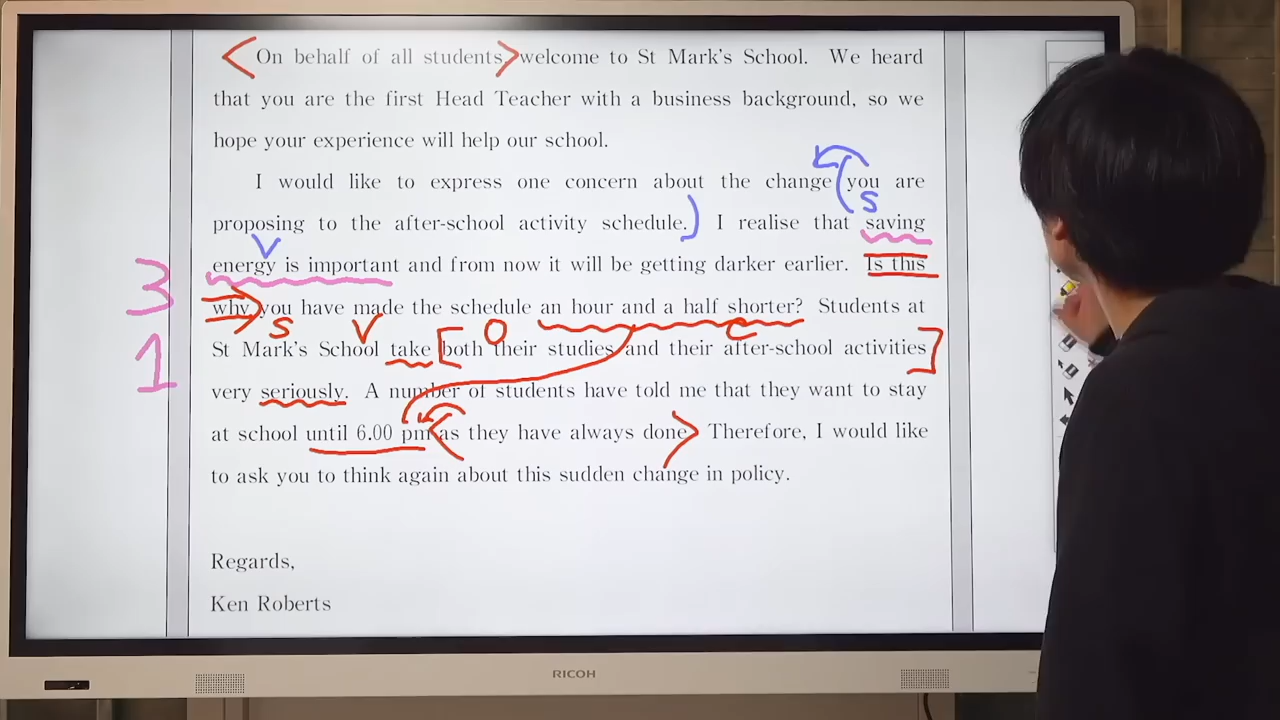 On behalf of all students, welcome to St Mark's School. We heard
that you are the first Head Teacher with a business background, so we
hope your experience will help our school.
I would like to express one concern about the change you are
S
proposing to the after-school activity schedule. I realise that saving
V
3 energy is important and from now it will be getting darker earlier. Is this
why you have made the schedule an hour and a half shorter? Students at
S V O C
1 St Mark's School take both their studies and their after-school activities
very seriously. A number of students have told me that they want to stay
at school until 6.00 pm as they have always done. Therefore, I would like
to ask you to think again about this sudden change in policy.
Regards,
Ken Roberts
RICOH